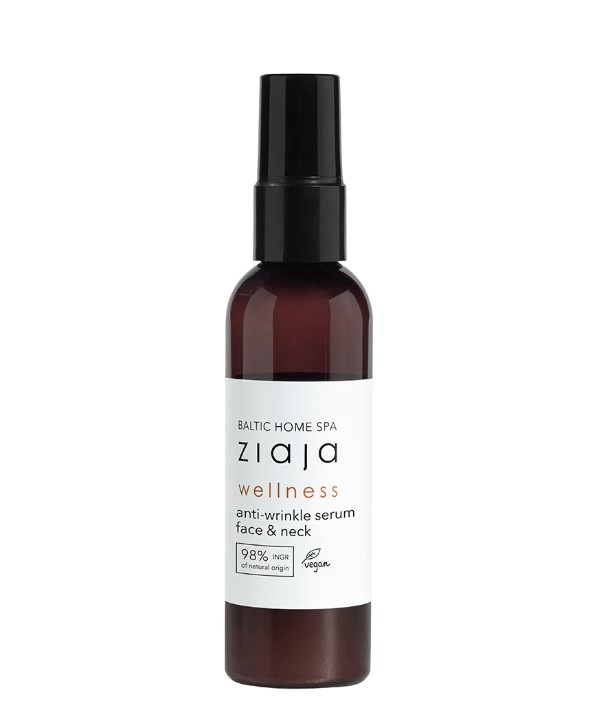 BALTIC HOME SPA
ziaja
wellness
anti-wrinkle serum
face & neck
98% INGR
of natural origin
vegan